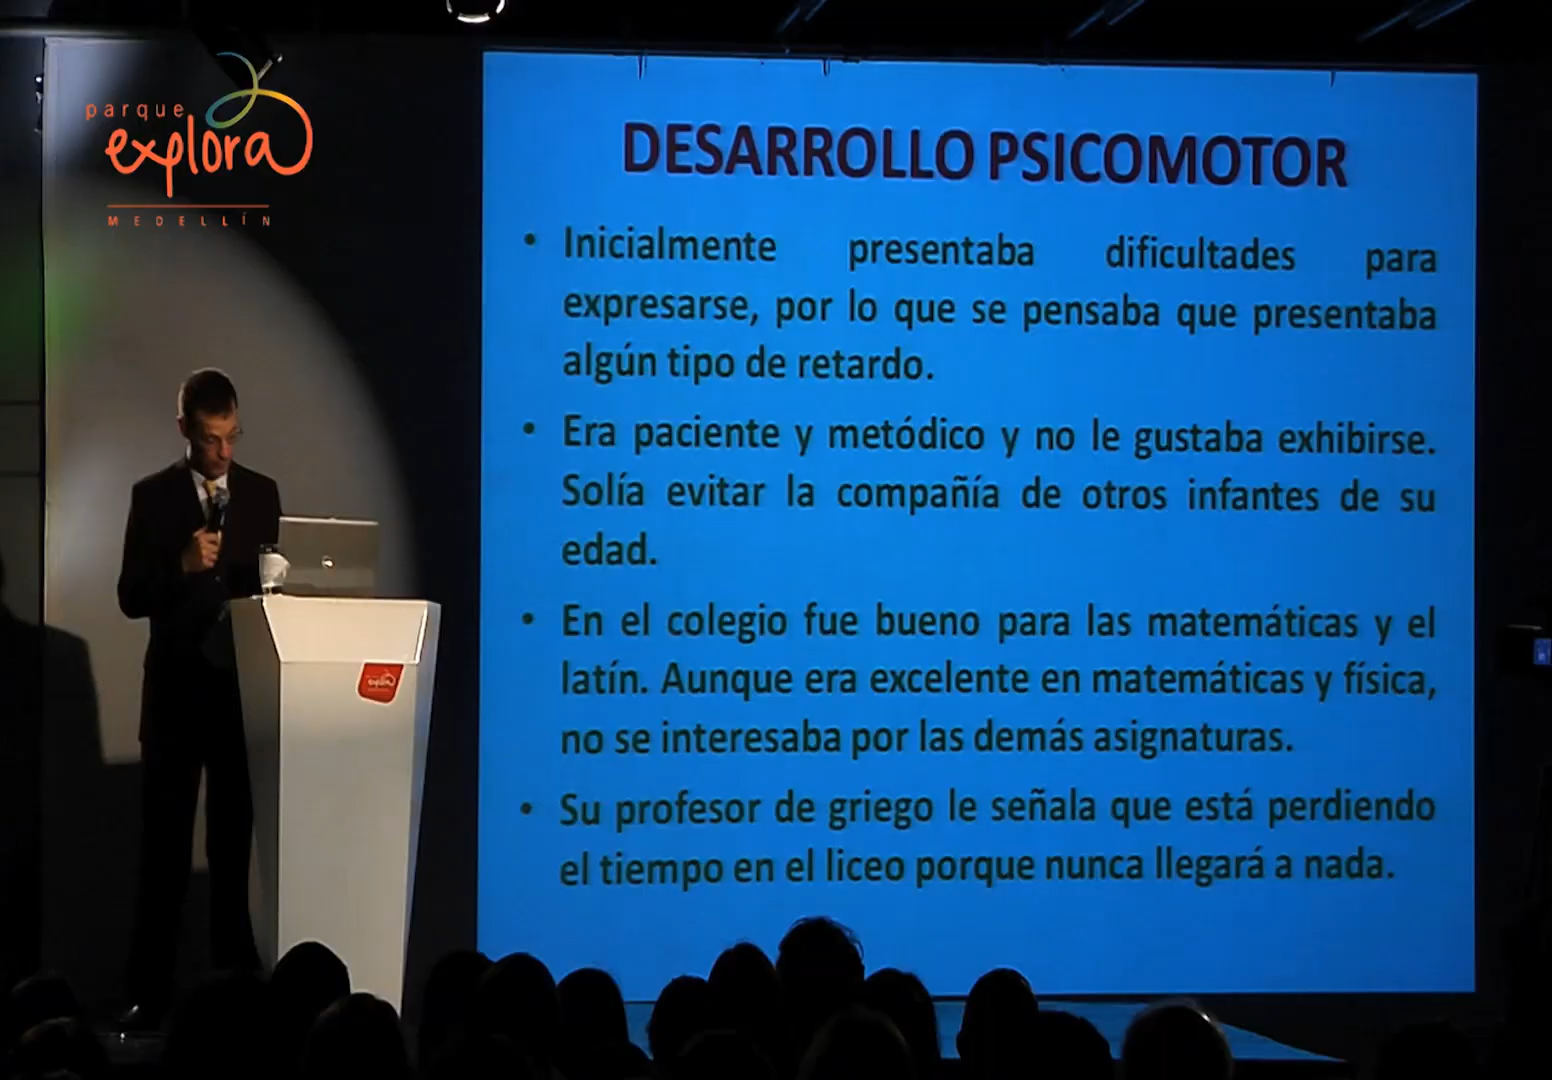 parque
explora
MEDELLÍN
DESARROLLO PSICOMOTOR
• Inicialmente presentaba dificultades para
expresarse, por lo que se pensaba que presentaba
algún tipo de retardo.
• Era paciente y metódico y no le gustaba exhibirse.
Solía evitar la compañía de otros infantes de su
edad.
• En el colegio fue bueno para las matemáticas y el
latín. Aunque era excelente en matemáticas y física,
no se interesaba por las demás asignaturas.
• Su profesor de griego le señala que está perdiendo
el tiempo en el liceo porque nunca llegará a nada.
explora